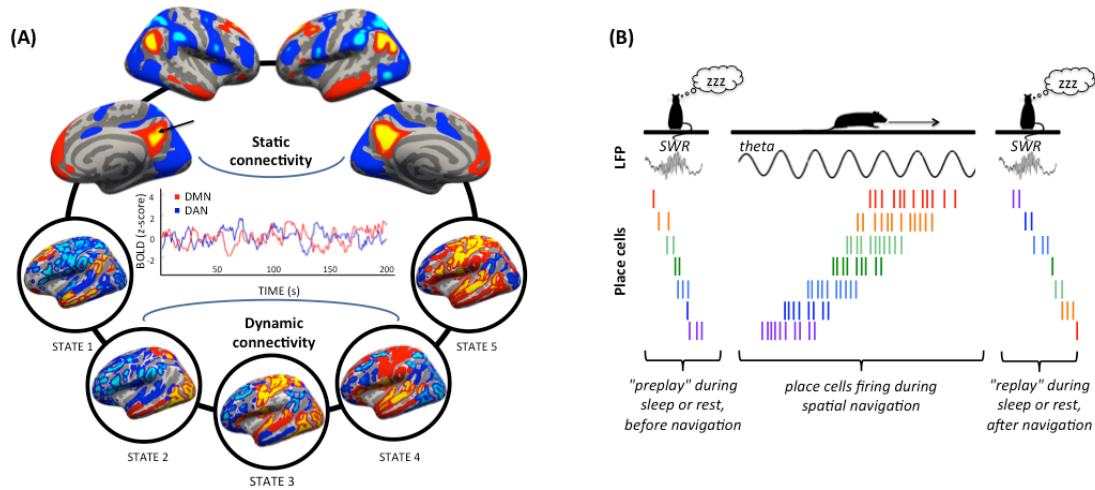 (A)
Static
connectivity
DMN
DAN
BOLD (z-score)
4
2
0
-2
50
100
150
200
TIME (s)
Dynamic
connectivity
STATE 1
STATE 2
STATE 3
STATE 4
STATE 5
(B)
zzz
zzz
LFP
SWR
theta
SWR
Place cells
"preplay" during
sleep or rest,
before navigation
place cells firing during
spatial navigation
"replay" during
sleep or rest,
after navigation